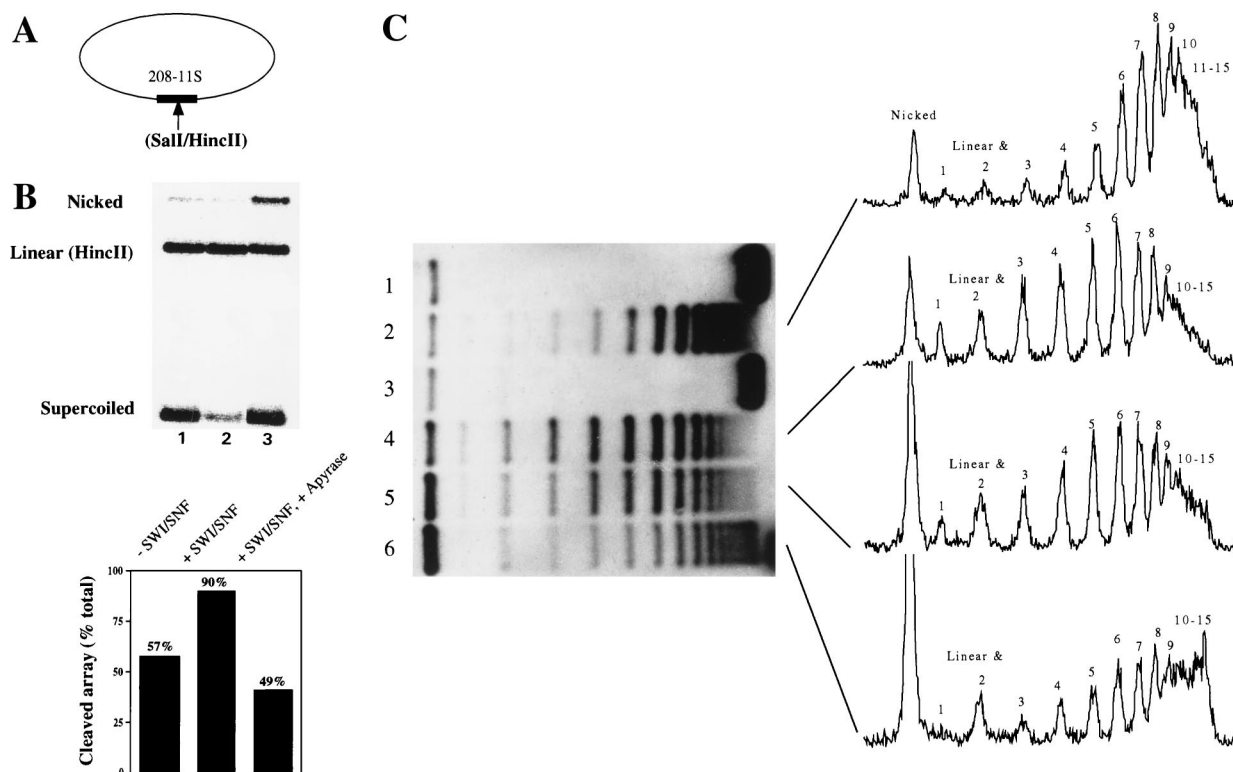 A
208-11S
(SalI/HincII)
B
Nicked
Linear (HincII)
Supercoiled
1 2 3
- SWI/SNF
+ SWI/SNF
+ SWI/SNF, + Apyrase
Cleaved array (% total)
100
75
50
25
0
57%
90%
49%
C
1
2
3
4
5
6
Nicked
Linear &
1 2 3 4 5 6 7 8 9 10
11-15
Linear &
1 2 3 4 5 6 7 8 9
10-15
Linear &
1 2 3 4 5 6 7 8 9
10-15
Linear &
1 2 3 4 5 6 7 8 9
10-15